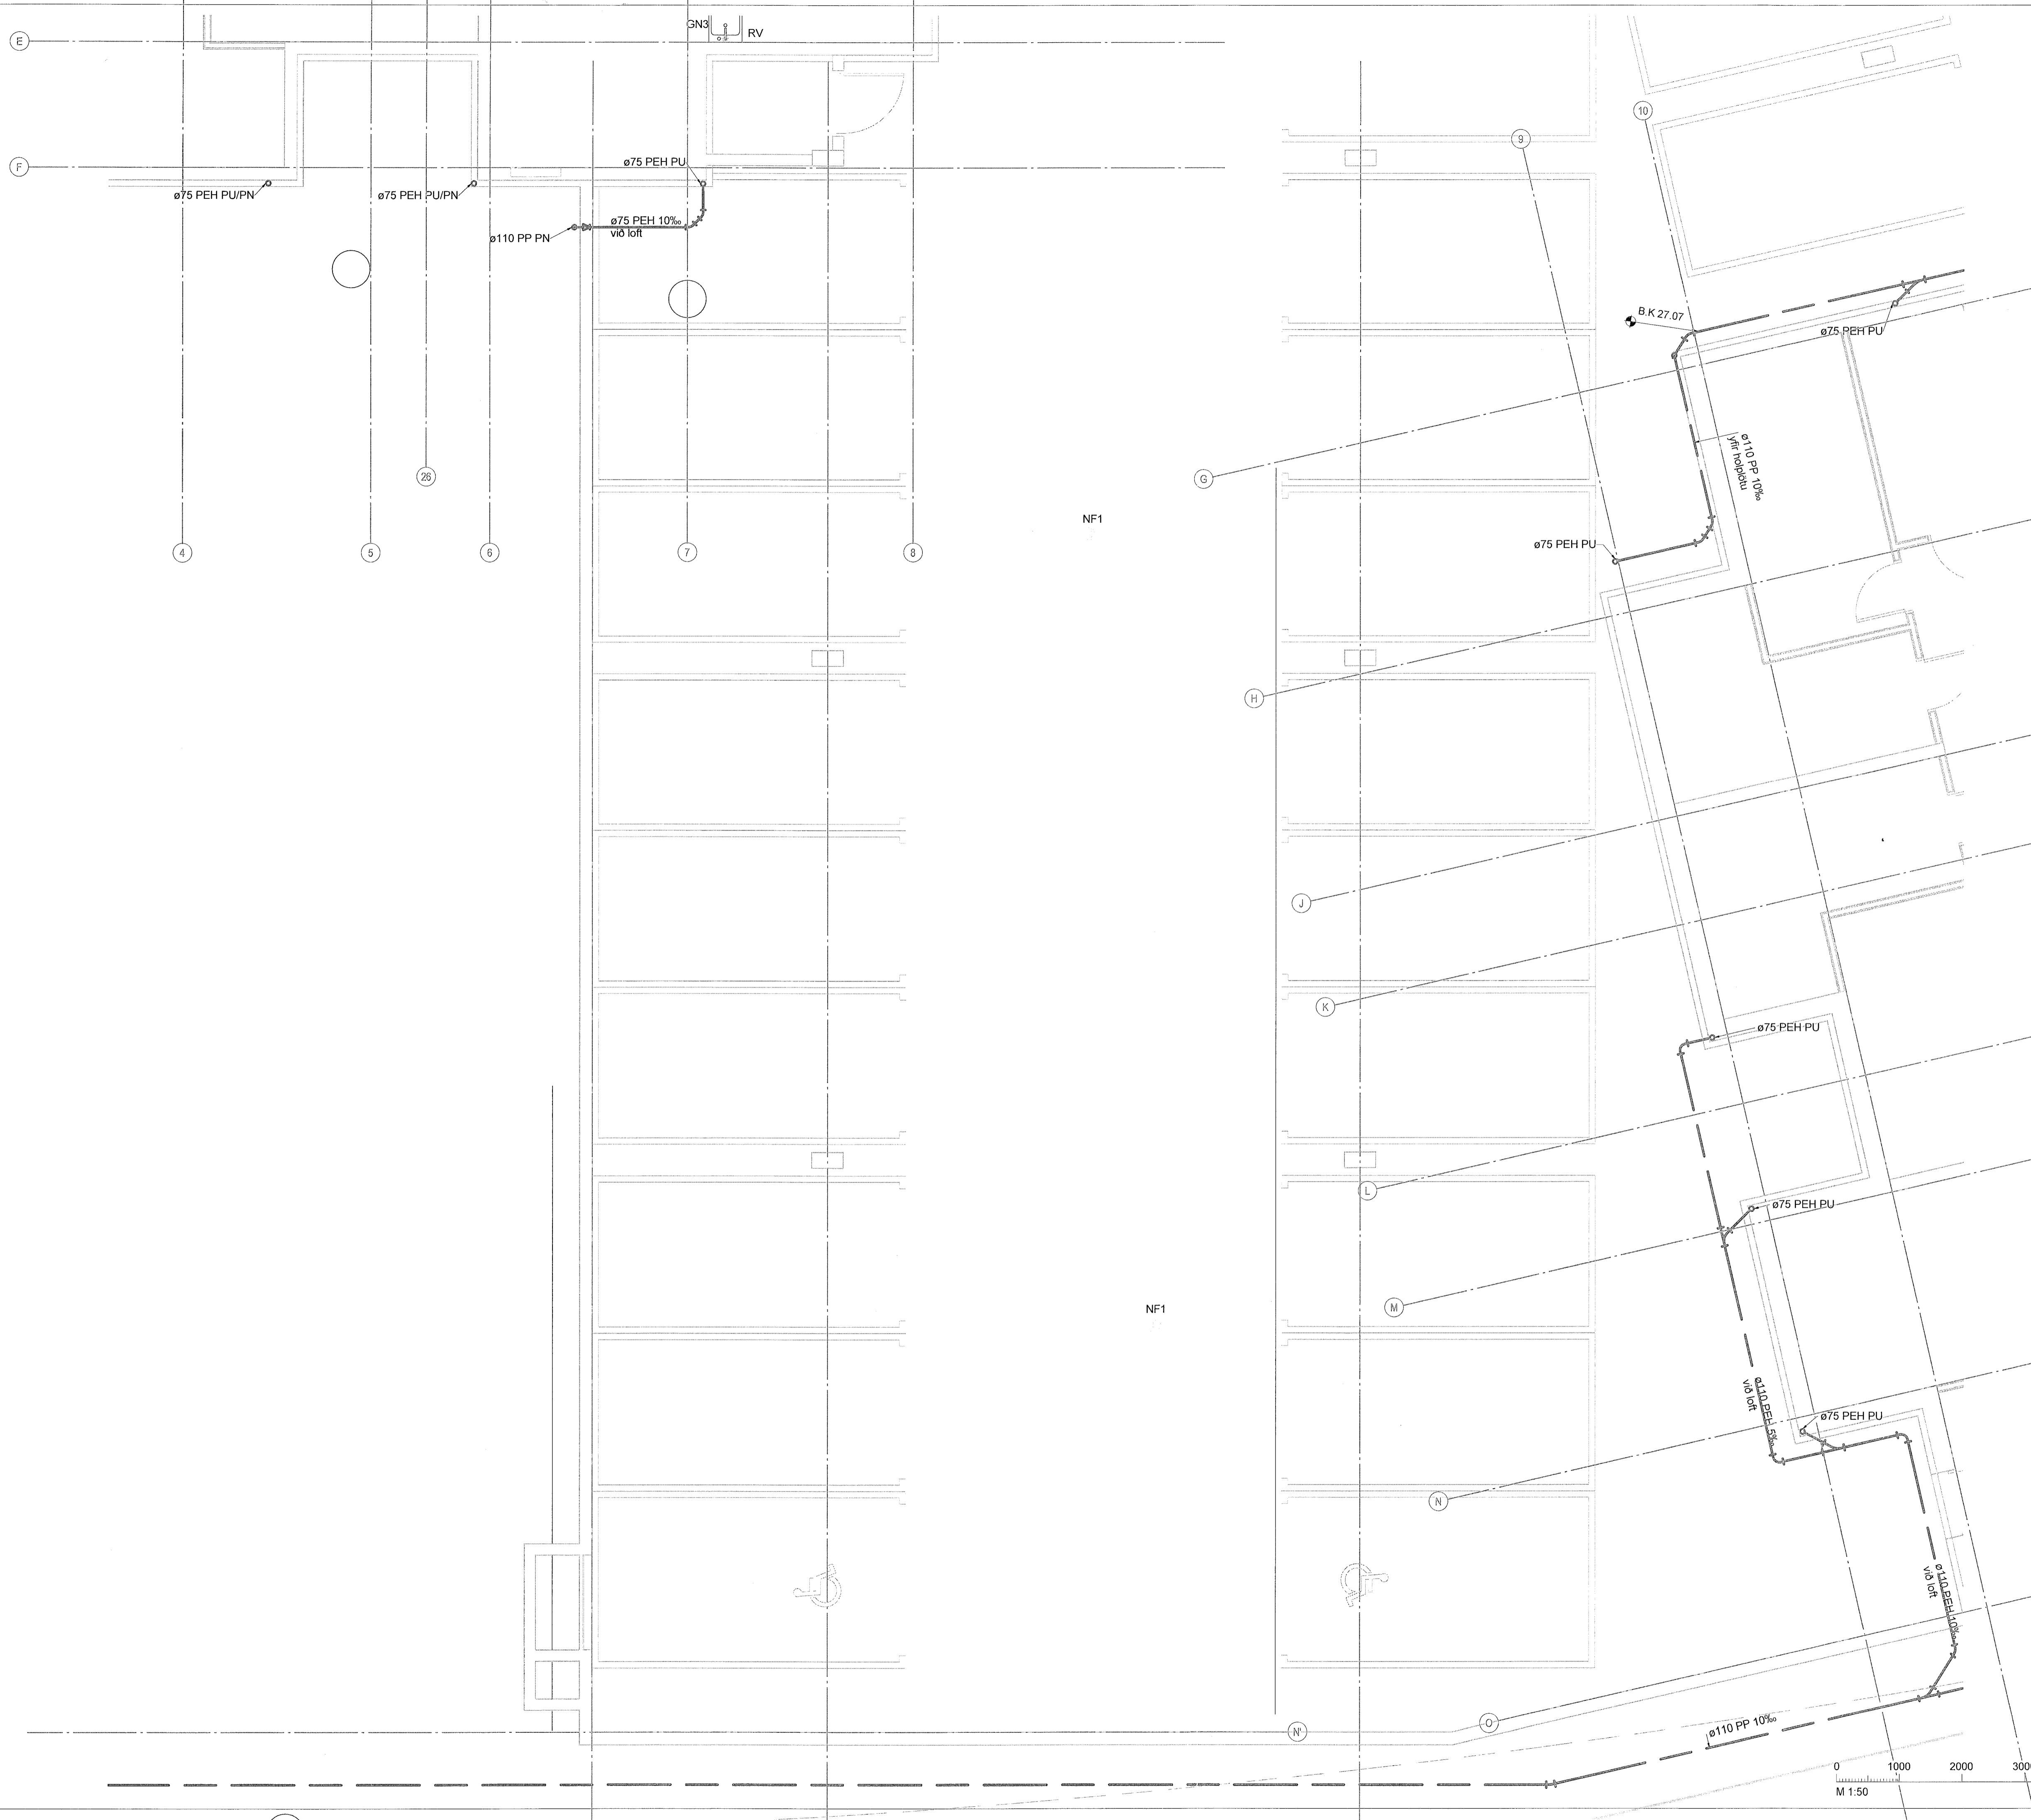 GN3
RV
E
10
9
F
ø75 PEH PU
ø75 PEH PU/PN
ø75 PEH PU/PN
ø75 PEH 10‰
við loft
ø110 PP PN
B.K 27.07
ø75 PEH PU
ø110 PP 10‰
yfir holplötu
26
G
NF1
4
5
6
7
8
ø75 PEH PU
H
J
K
ø75 PEH PU
L
ø75 PEH PU
M
NF1
ø110 PEH 5‰
við loft
ø75 PEH PU
N
ø110 PEH 10‰
við loft
N'
O
ø110 PP 10‰
0 1000 2000
M 1:50